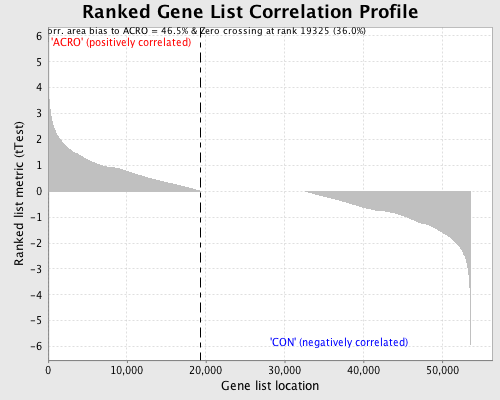 Ranked Gene List Correlation Profile
orr. area bias to ACRO = 46.5% & Zero crossing at rank 19325 (36.0%)
'ACRO' (positively correlated)
6
5
4
3
2
1
0
-1
-2
-3
-4
-5
-6
Ranked list metric (tTest)
'CON' (negatively correlated)
0 10,000 20,000 30,000 40,000 50,000
Gene list location